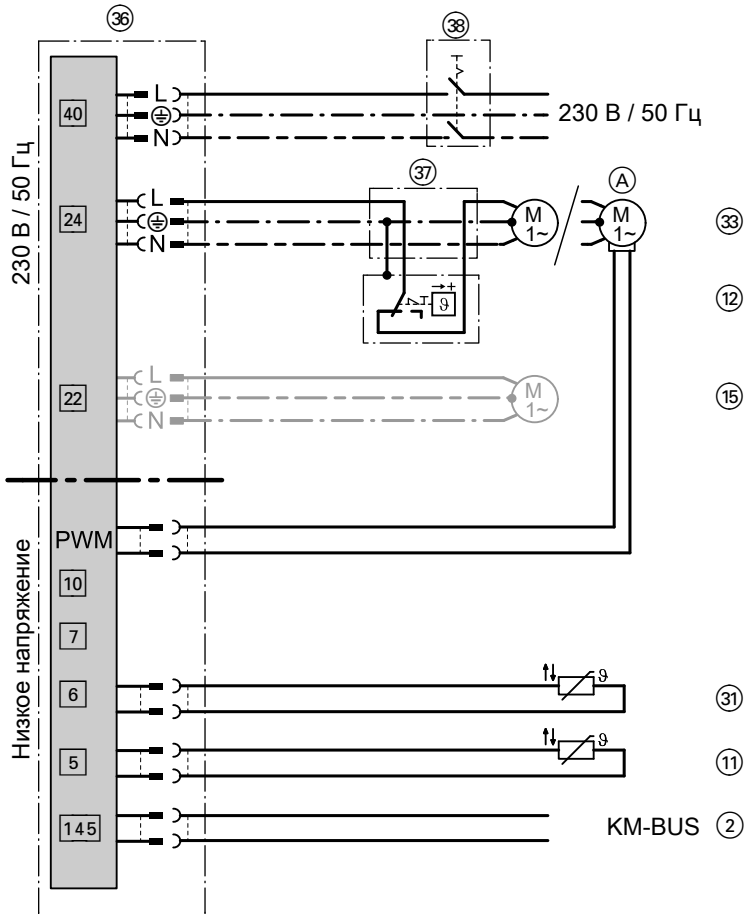 36
38
L
40
N
230 В / 50 Гц
230 В / 50 Гц
37
A
L
24
N
M
1~
M
1~
33
ϑ
12
L
22
N
M
1~
15
PWM
Низкое напряжение
10
7
6
ϑ
31
5
ϑ
11
145
KM-BUS
2